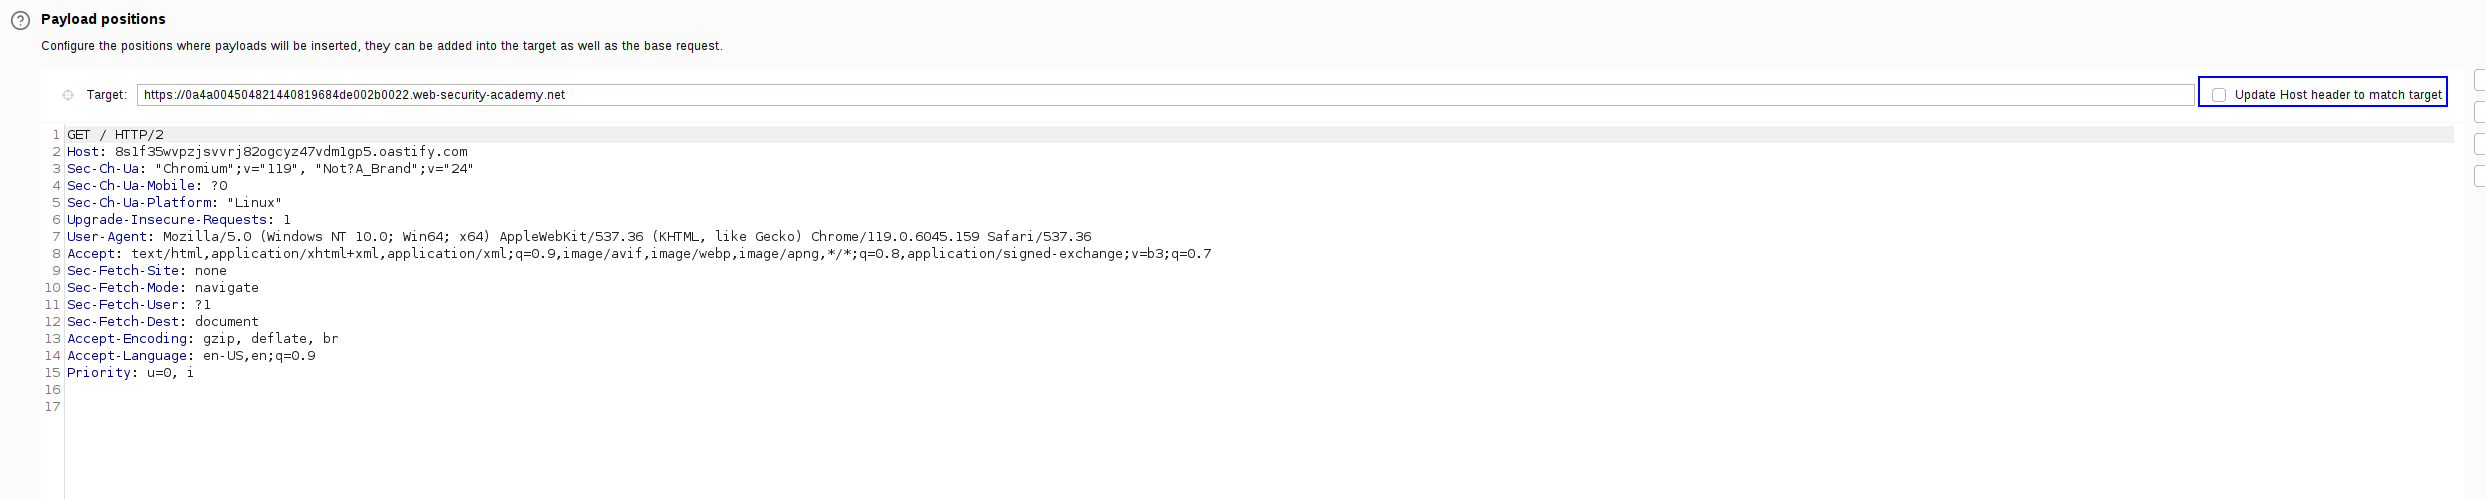 Payload positions
Configure the positions where payloads will be inserted, they can be added into the target as well as the base request.
Target: https://0a4a004504821440819684de002b0022.web-security-academy.net Update Host header to match target
1 GET / HTTP/2
2 Host: 8s1f35wvpzjsvvrj82ogcyz47vdm1gp5.oastify.com
3 Sec-Ch-Ua: "Chromium";v="119", "Not?A_Brand";v="24"
4 Sec-Ch-Ua-Mobile: ?0
5 Sec-Ch-Ua-Platform: "Linux"
6 Upgrade-Insecure-Requests: 1
7 User-Agent: Mozilla/5.0 (Windows NT 10.0; Win64; x64) AppleWebKit/537.36 (KHTML, like Gecko) Chrome/119.0.6045.159 Safari/537.36
8 Accept: text/html,application/xhtml+xml,application/xml;q=0.9,image/avif,image/webp,image/apng,*/*;q=0.8,application/signed-exchange;v=b3;q=0.7
9 Sec-Fetch-Site: none
10 Sec-Fetch-Mode: navigate
11 Sec-Fetch-User: ?1
12 Sec-Fetch-Dest: document
13 Accept-Encoding: gzip, deflate, br
14 Accept-Language: en-US,en;q=0.9
15 Priority: u=0, i
16
17